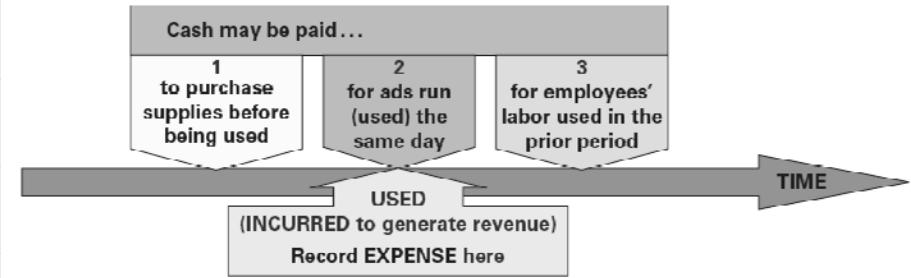 Cash may be paid...
1
to purchase
supplies before
being used
2
for ads run
(used) the
same day
3
for employees'
labor used in the
prior period
TIME
USED
(INCURRED to generate revenue)
Record EXPENSE here